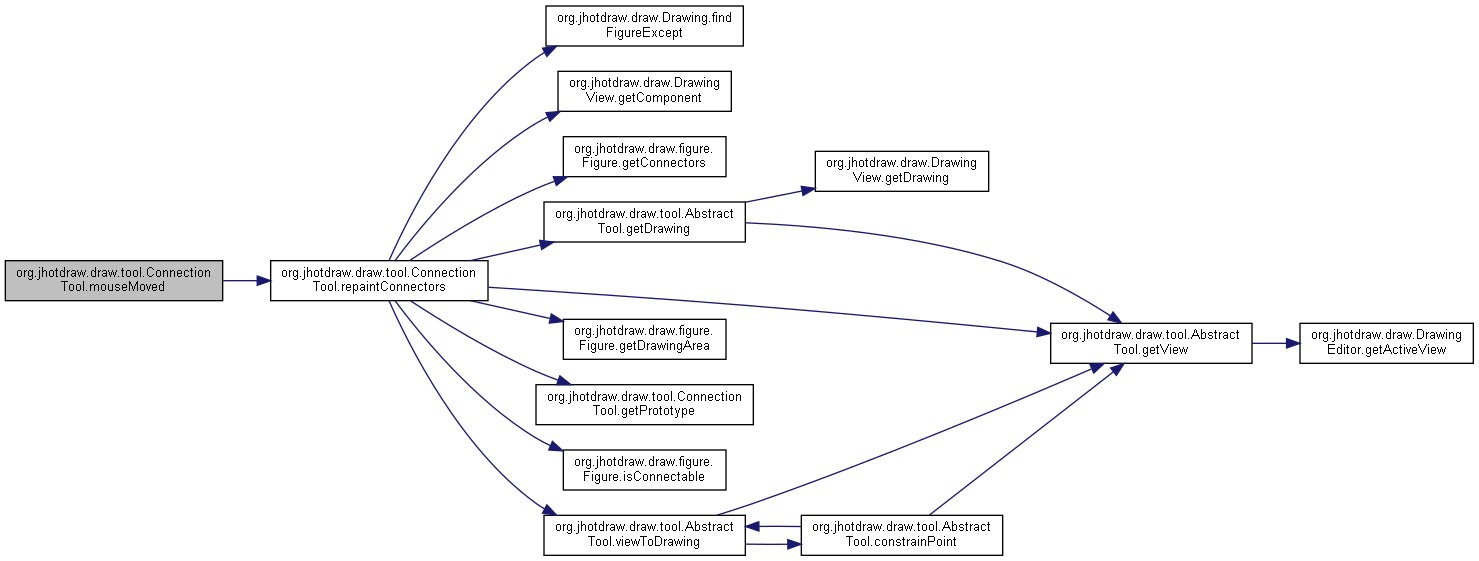 org.jhotdraw.draw.Drawing.find
FigureExcept
org.jhotdraw.draw.Drawing
View.getComponent
org.jhotdraw.draw.figure.
Figure.getConnectors
org.jhotdraw.draw.Drawing
View.getDrawing
org.jhotdraw.draw.tool.Abstract
Tool.getDrawing
org.jhotdraw.draw.tool.Connection
Tool.mouseMoved
org.jhotdraw.draw.tool.Connection
Tool.repaintConnectors
org.jhotdraw.draw.figure.
Figure.getDrawingArea
org.jhotdraw.draw.tool.Abstract
Tool.getView
org.jhotdraw.draw.Drawing
Editor.getActiveView
org.jhotdraw.draw.tool.Connection
Tool.getPrototype
org.jhotdraw.draw.figure.
Figure.isConnectable
org.jhotdraw.draw.tool.Abstract
Tool.viewToDrawing
org.jhotdraw.draw.tool.Abstract
Tool.constrainPoint